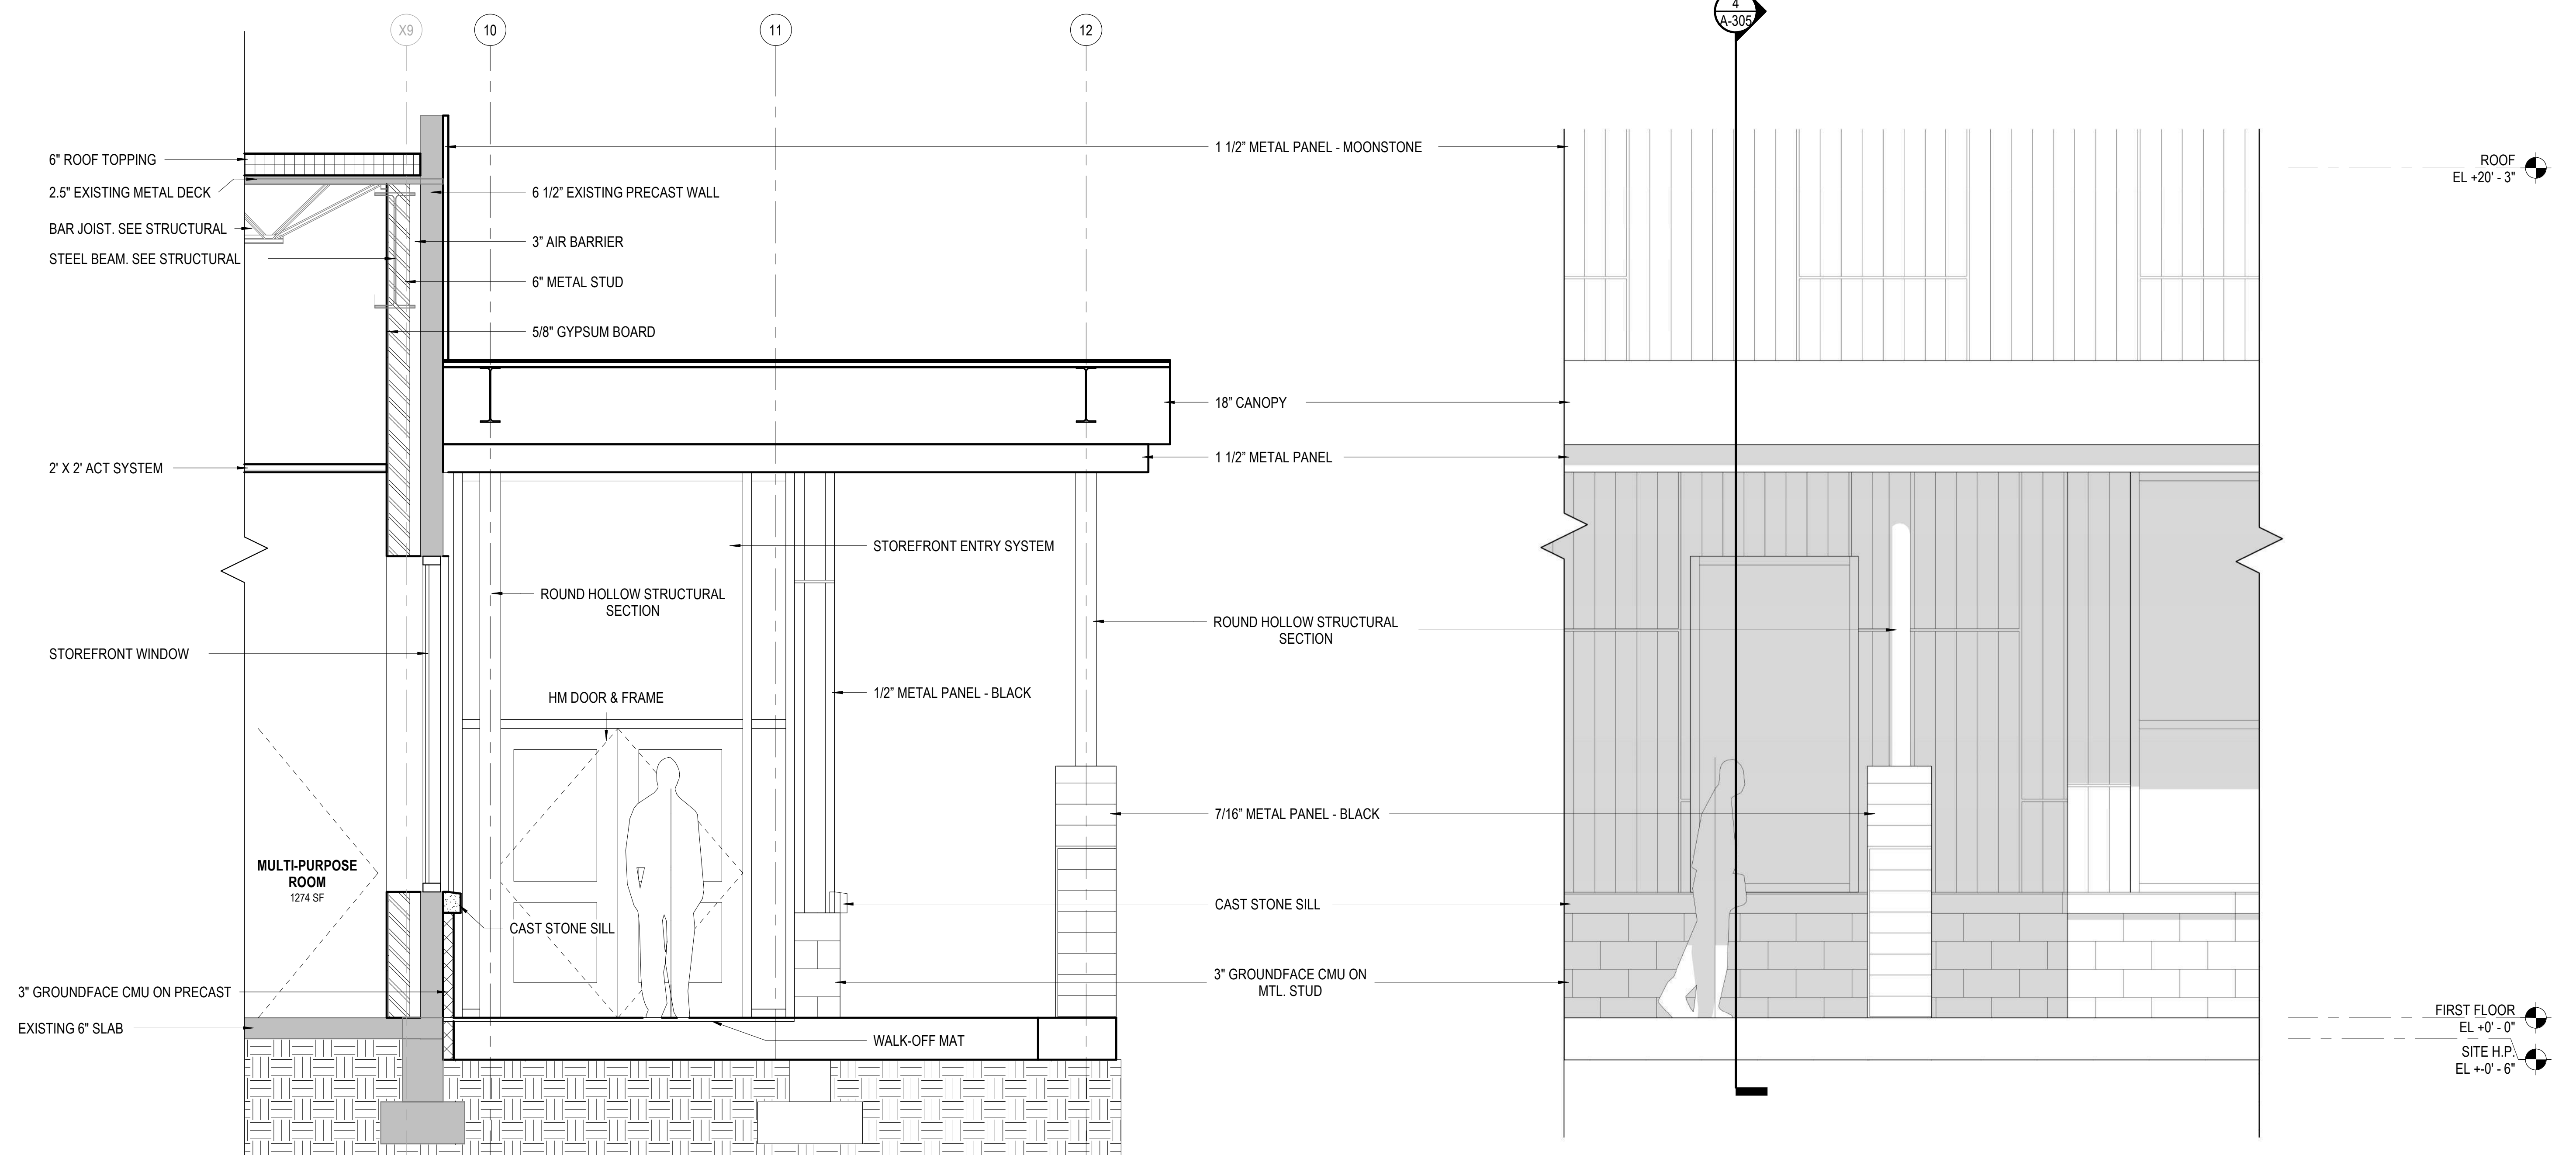 X9
10
11
12
4
A-305
6" ROOF TOPPING
2.5" EXISTING METAL DECK
BAR JOIST. SEE STRUCTURAL
STEEL BEAM. SEE STRUCTURAL
2' X 2' ACT SYSTEM
STOREFRONT WINDOW
MULTI-PURPOSE
ROOM
1274 SF
3" GROUNDFACE CMU ON PRECAST
EXISTING 6" SLAB
6 1/2" EXISTING PRECAST WALL
3" AIR BARRIER
6" METAL STUD
5/8" GYPSUM BOARD
STOREFRONT ENTRY SYSTEM
ROUND HOLLOW STRUCTURAL
SECTION
HM DOOR & FRAME
1/2" METAL PANEL - BLACK
CAST STONE SILL
WALK-OFF MAT
1 1/2" METAL PANEL - MOONSTONE
18" CANOPY
1 1/2" METAL PANEL
ROUND HOLLOW STRUCTURAL
SECTION
7/16" METAL PANEL - BLACK
CAST STONE SILL
3" GROUNDFACE CMU ON
MTL. STUD
ROOF
EL +20' - 3"
FIRST FLOOR
EL +0' - 0"
SITE H.P.
EL +-0' - 6"